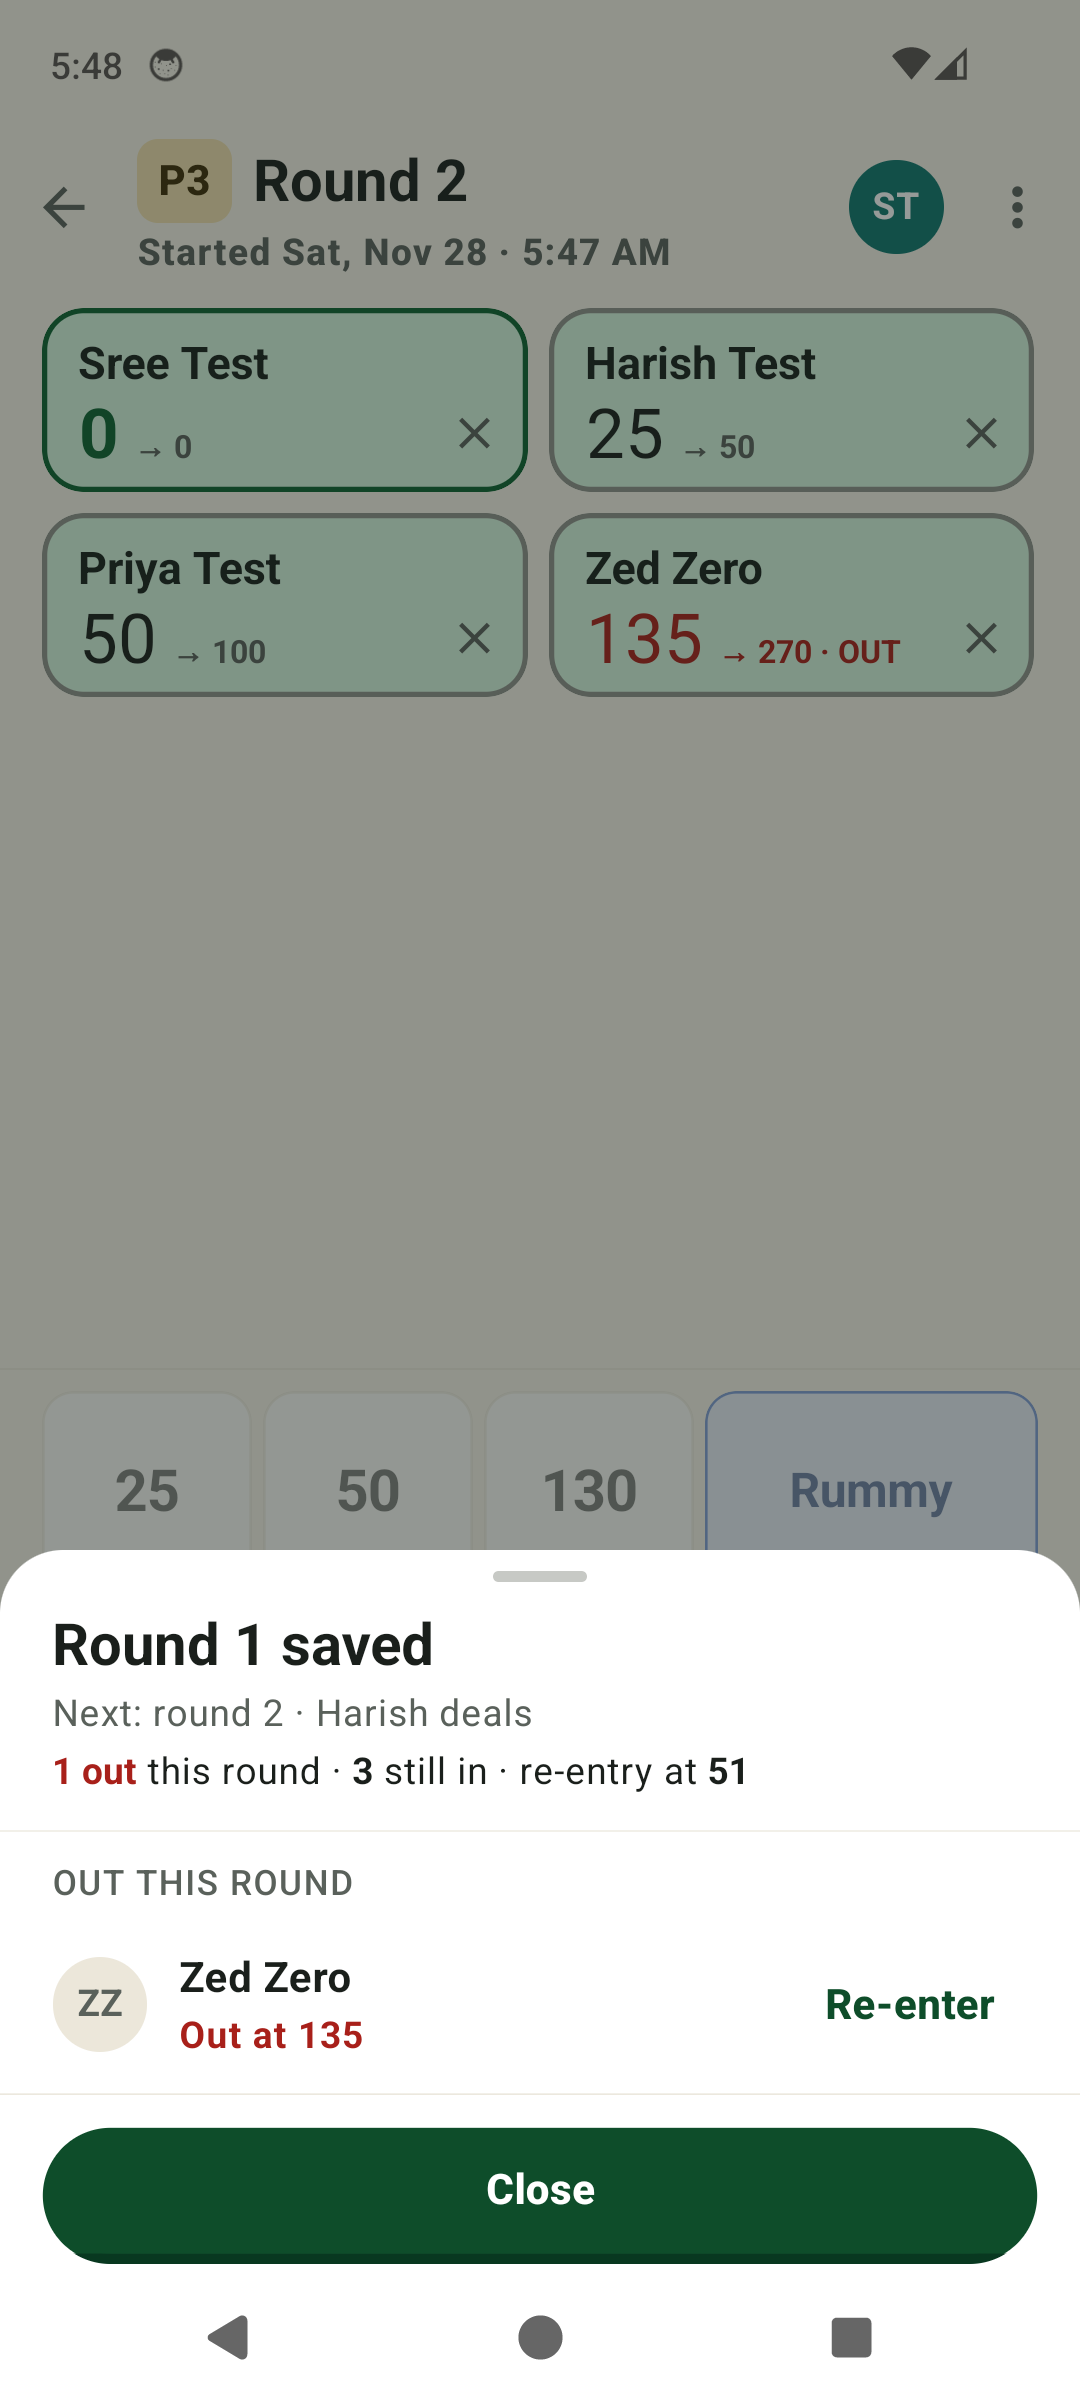 5:48
P3 Round 2
Started Sat, Nov 28 · 5:47 AM
ST
Sree Test
0 → 0
Harish Test
25 → 50
Priya Test
50 → 100
Zed Zero
135 → 270 · OUT
25 50 130 Rummy
Round 1 saved
Next: round 2 · Harish deals
1 out this round · 3 still in · re-entry at 51
OUT THIS ROUND
ZZ
Zed Zero
Out at 135
Re-enter
Close